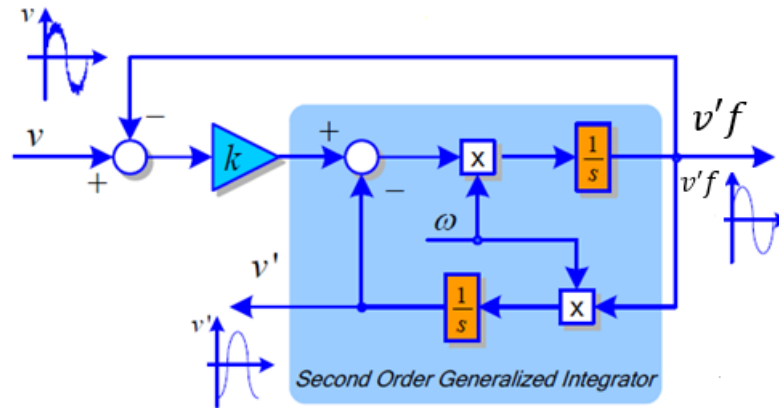 v
−
v'f
v
+
k
+
x
1/s
v'f
−
ω
v'
1/s
x
v'
Second Order Generalized Integrator